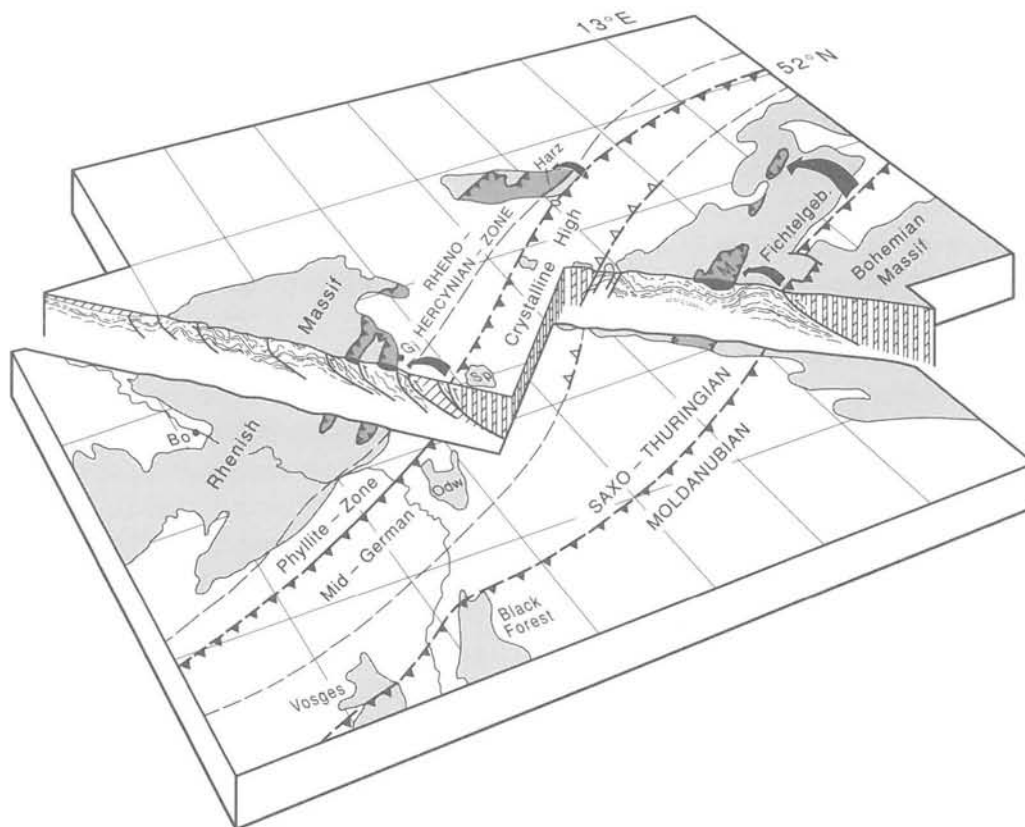 13°E
52°N
Harz
RHENO-
HERCYNIAN-ZONE
Crystalline High
Fichtelgeb.
Bohemian
Massif
Massif
Gi
Sp
Bo
Rhenish
Odw
Phyllite-Zone
Mid-German
SAXO-THURINGIAN
MOLDANUBIAN
Black
Forest
Vosges